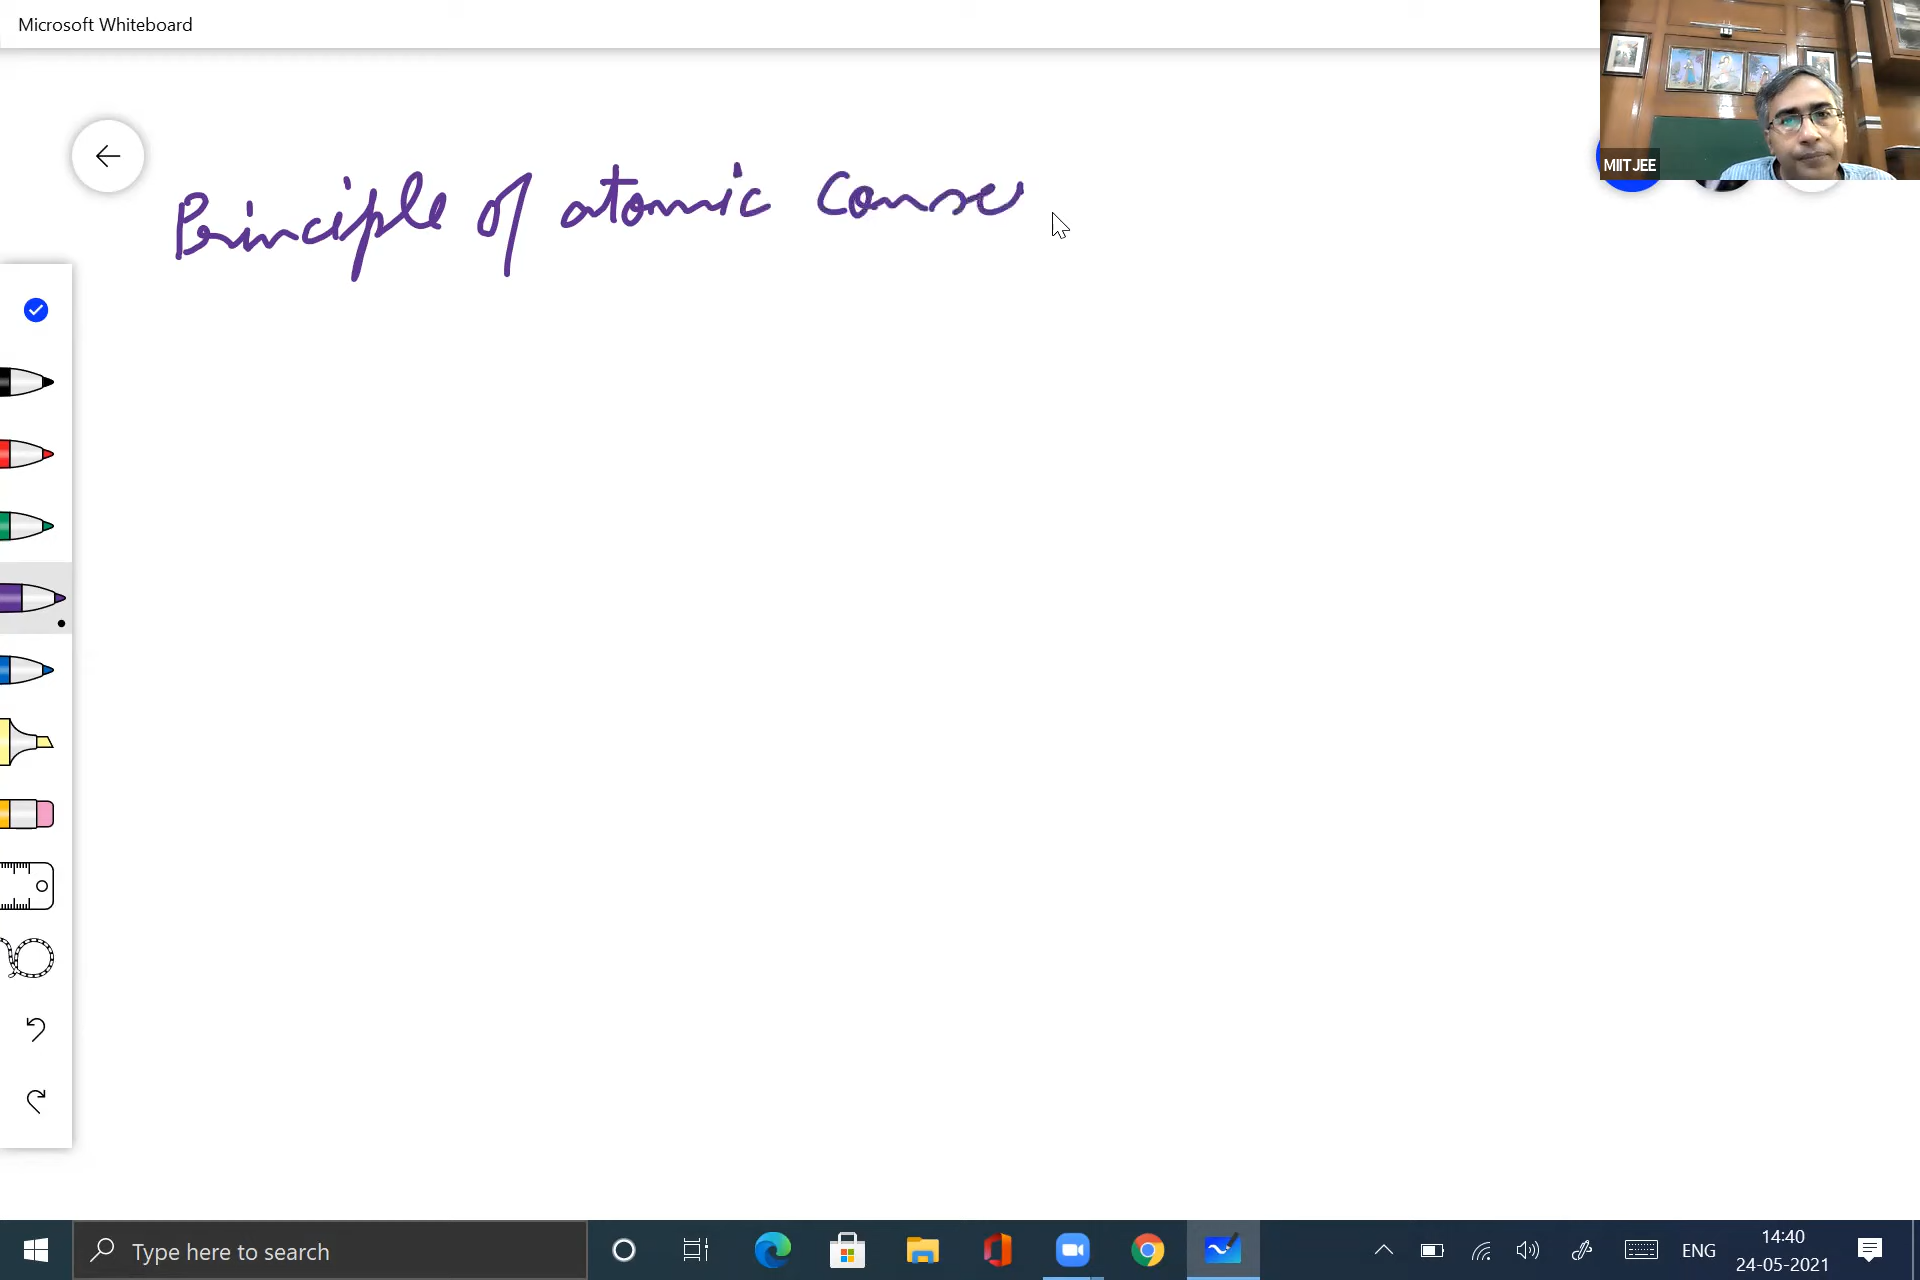 Microsoft Whiteboard
MIIT JEE
Principle of atomic conse
Type here to search
ENG
14:40
24-05-2021